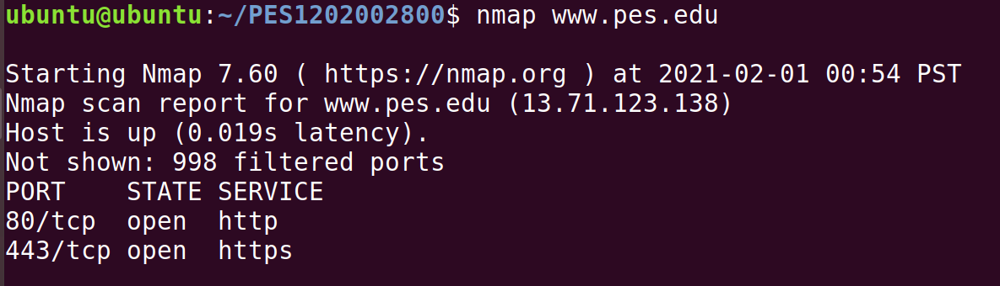 ubuntu@ubuntu:~/PES1202002800$ nmap www.pes.edu
Starting Nmap 7.60 ( https://nmap.org ) at 2021-02-01 00:54 PST
Nmap scan report for www.pes.edu (13.71.123.138)
Host is up (0.019s latency).
Not shown: 998 filtered ports
PORT    STATE SERVICE
80/tcp  open  http
443/tcp open  https